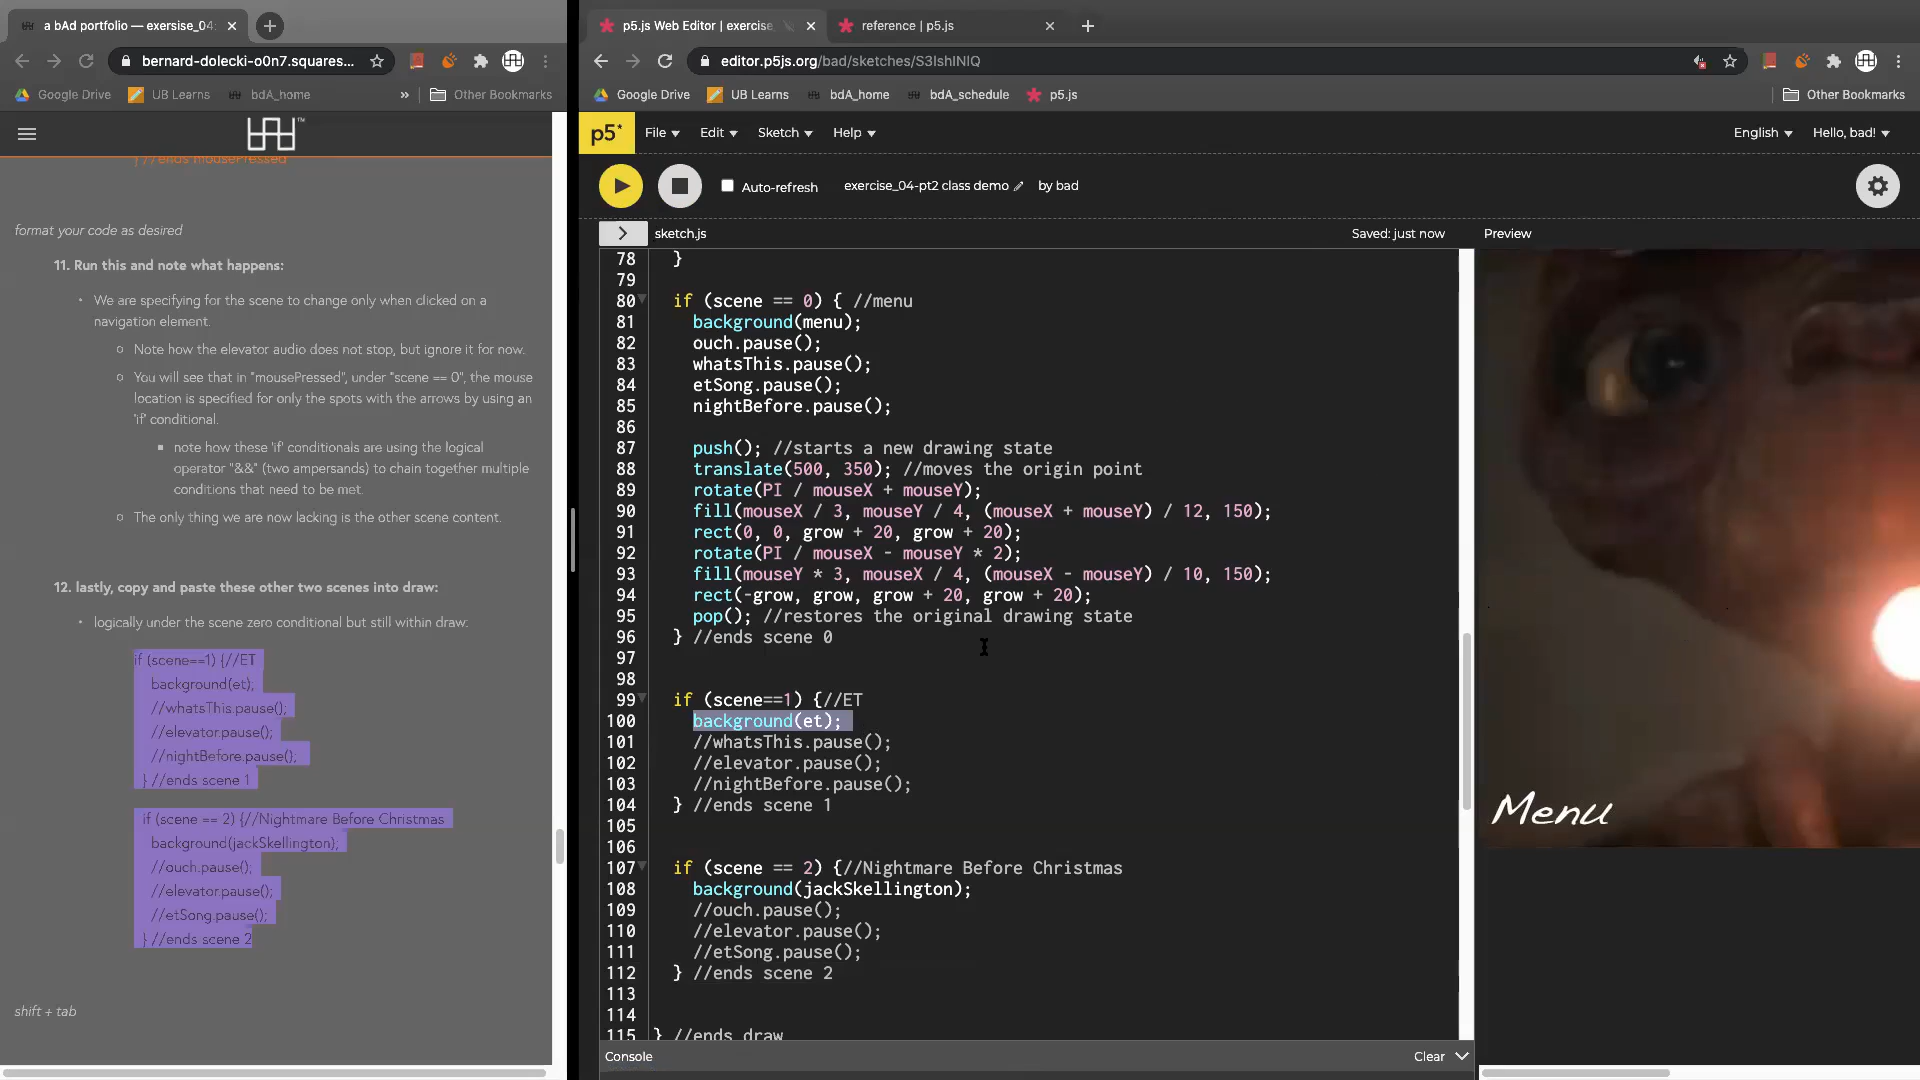 a bAd portfolio — exersise_04:
p5.js Web Editor | exercise_
reference | p5.js
bernard-dolecki-o0n7.squares...
editor.p5js.org/bad/sketches/S3IshINIQ
Google Drive
UB Learns
bdA_home
»
Other Bookmarks
Google Drive
UB Learns
bdA_home
bdA_schedule
p5.js
Other Bookmarks
p5*
File
Edit
Sketch
Help
English
Hello, bad!
Auto-refresh
exercise_04-pt2 class demo
by bad
sketch.js
Saved: just now
Preview
} //ends mousePressed
format your code as desired
11. Run this and note what happens:
• We are specifying for the scene to change only when clicked on a
navigation element.
○ Note how the elevator audio does not stop, but ignore it for now.
○ You will see that in "mousePressed", under "scene == 0", the mouse
location is specified for only the spots with the arrows by using an
'if' conditional.
▪ note how these 'if' conditionals are using the logical
operator "&&" (two ampersands) to chain together multiple
conditions that need to be met.
○ The only thing we are now lacking is the other scene content.
12. lastly, copy and paste these other two scenes into draw:
• logically under the scene zero conditional but still within draw:
if (scene==1) {//ET
background(et);
//whatsThis.pause();
//elevator.pause();
//nightBefore.pause();
} //ends scene 1
if (scene == 2) {//Nightmare Before Christmas
background(jackSkellington);
//ouch.pause();
//elevator.pause();
//etSong.pause();
} //ends scene 2
shift + tab
78 }
79
80 if (scene == 0) { //menu
81 background(menu);
82 ouch.pause();
83 whatsThis.pause();
84 etSong.pause();
85 nightBefore.pause();
86
87 push(); //starts a new drawing state
88 translate(500, 350); //moves the origin point
89 rotate(PI / mouseX + mouseY);
90 fill(mouseX / 3, mouseY / 4, (mouseX + mouseY) / 12, 150);
91 rect(0, 0, grow + 20, grow + 20);
92 rotate(PI / mouseX - mouseY * 2);
93 fill(mouseY * 3, mouseX / 4, (mouseX - mouseY) / 10, 150);
94 rect(-grow, grow, grow + 20, grow + 20);
95 pop(); //restores the original drawing state
96 } //ends scene 0
97
98
99 if (scene==1) {//ET
100 background(et);
101 //whatsThis.pause();
102 //elevator.pause();
103 //nightBefore.pause();
104 } //ends scene 1
105
106
107 if (scene == 2) {//Nightmare Before Christmas
108 background(jackSkellington);
109 //ouch.pause();
110 //elevator.pause();
111 //etSong.pause();
112 } //ends scene 2
113
114
115 } //ends draw
Menu
Console
Clear